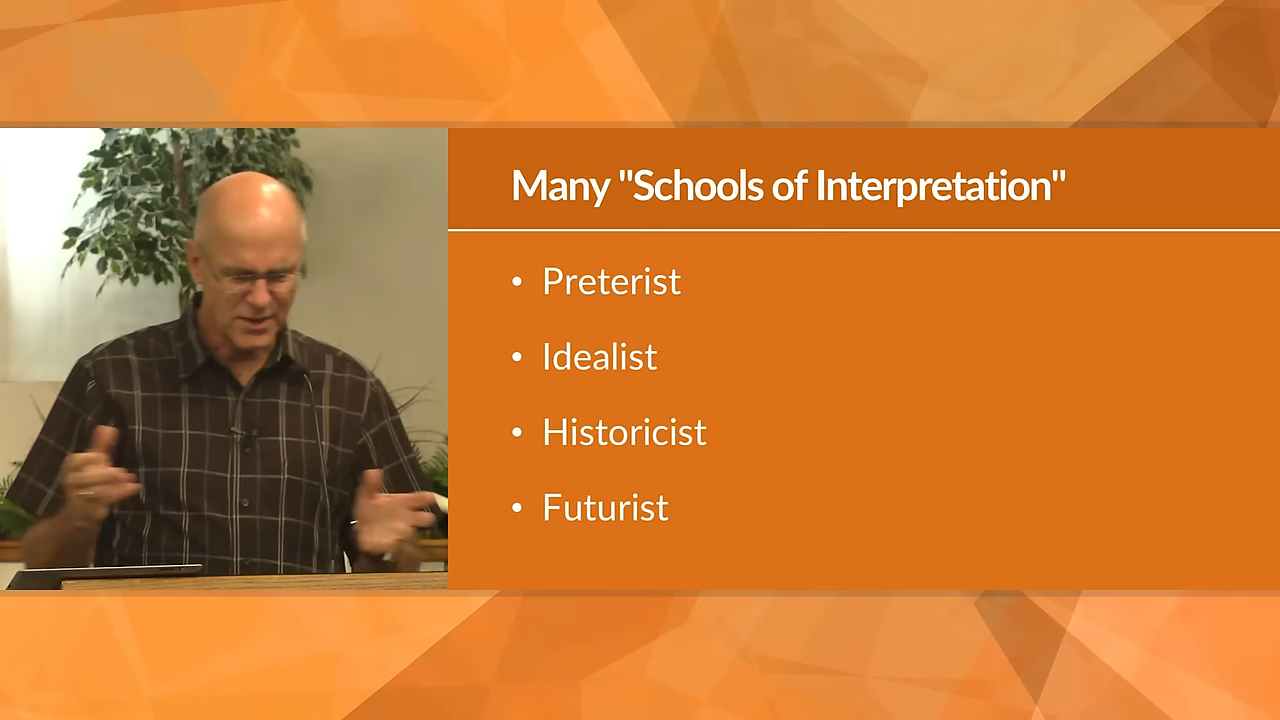 Many "Schools of Interpretation"
• Preterist
• Idealist
• Historicist
• Futurist